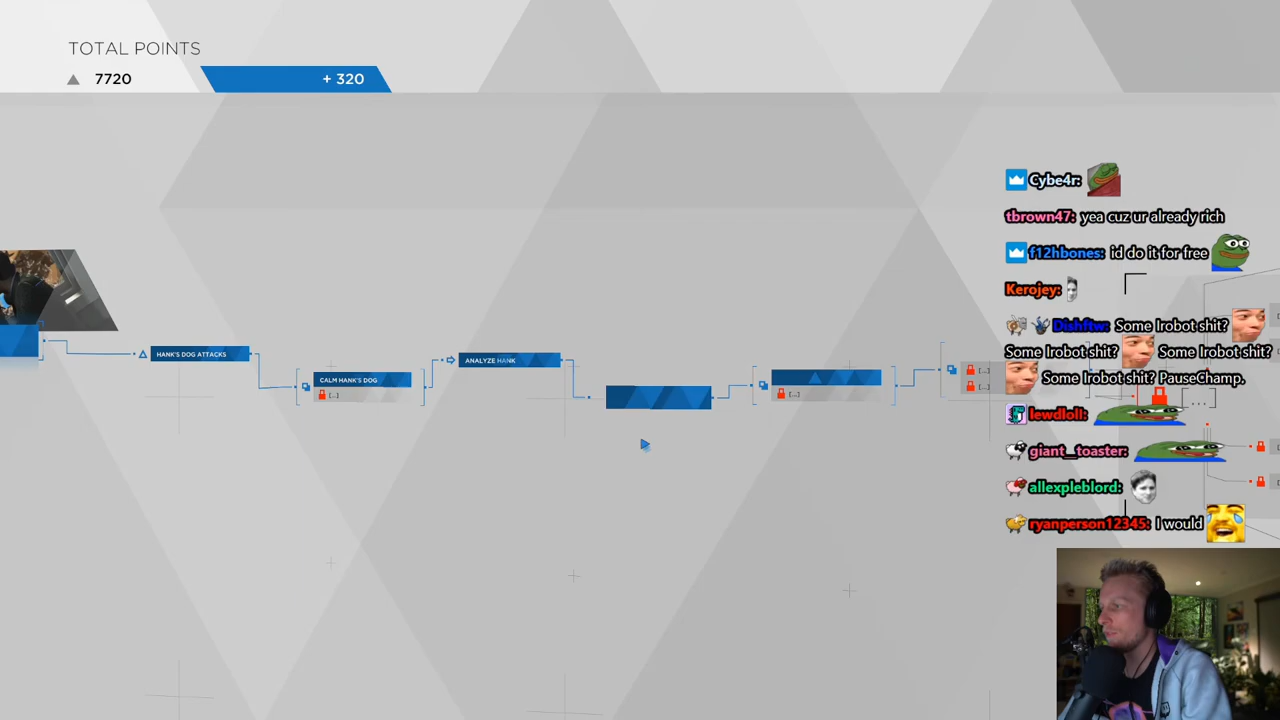 TOTAL POINTS
7720
+ 320
HANK'S DOG ATTACKS
CALM HANK'S DOG
[...]
ANALYZE HANK
[...]
[...]
[...]
[...]
Cybe4r:
tbrown47: yea cuz ur already rich
f12hbones: id do it for free
Kerojey:
Dishftw: Some Irobot shit?
Some Irobot shit? Some Irobot shit?
Some Irobot shit? PauseChamp.
lewdloll:
giant__toaster:
allexpleblord:
ryanperson12345: I would